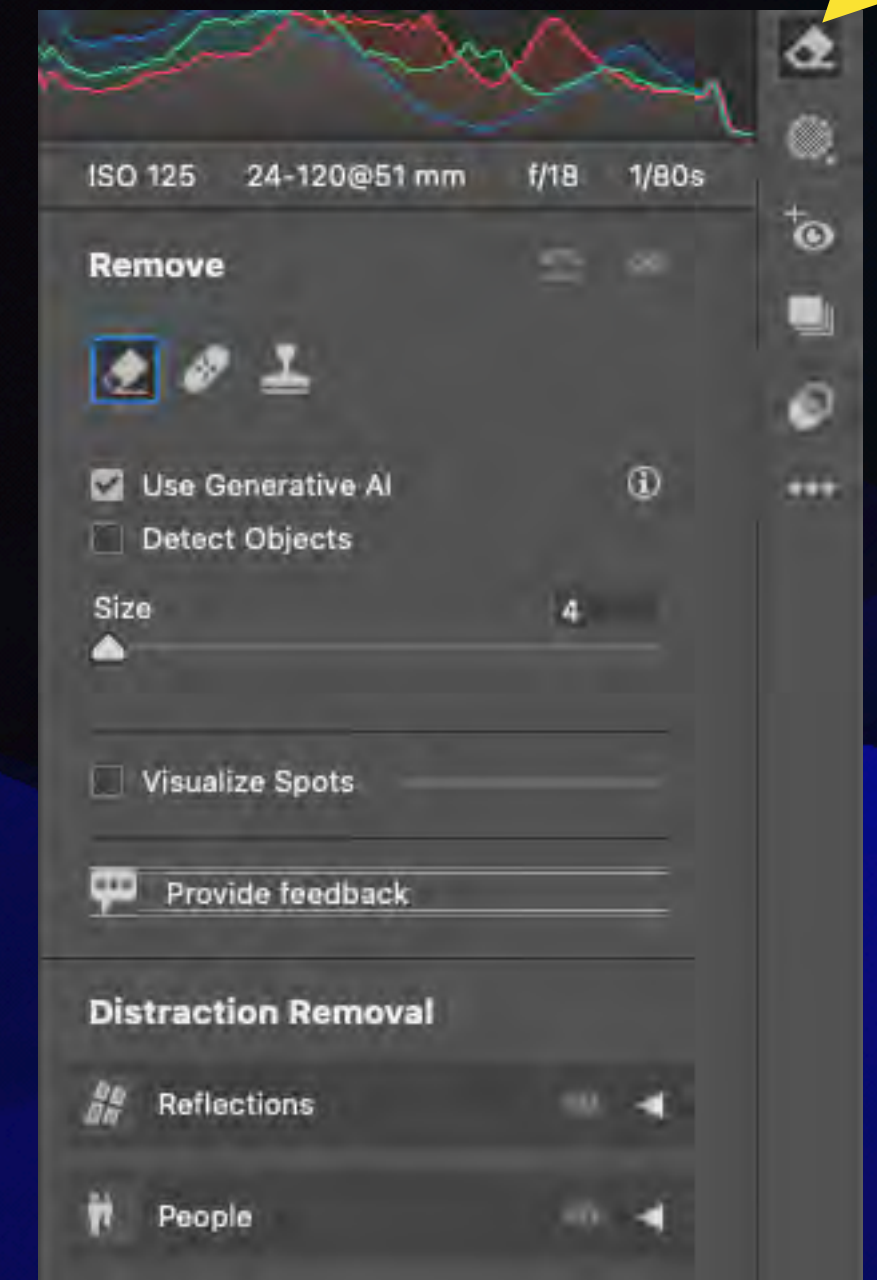 ISO 125 24-120@51 mm f/18 1/80s
Remove
Use Generative AI
Detect Objects
Size 4
Visualize Spots
Provide feedback
Distraction Removal
Reflections
People